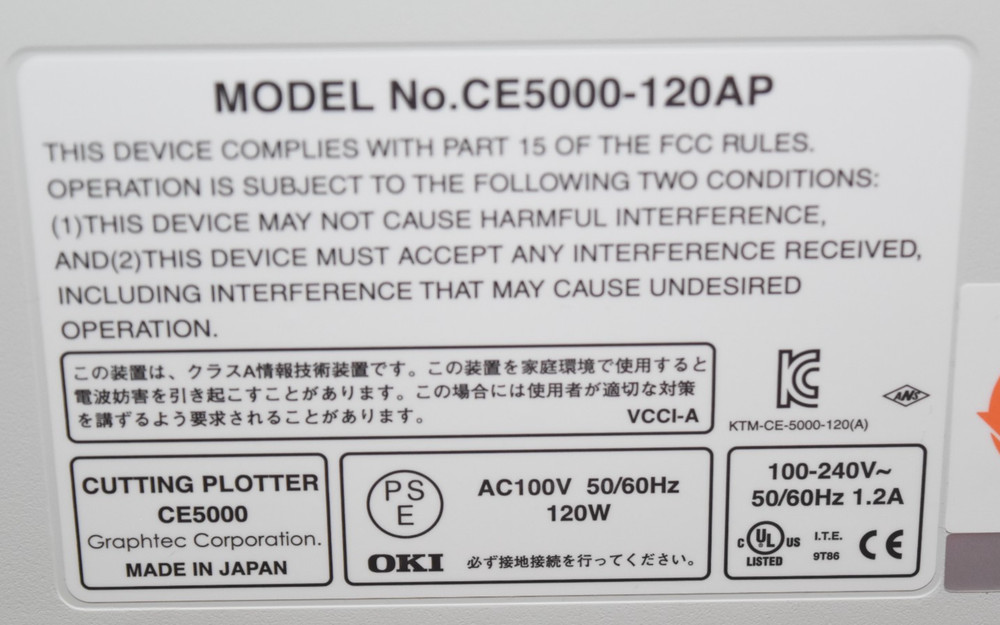 MODEL No.CE5000-120AP
THIS DEVICE COMPLIES WITH PART 15 OF THE FCC RULES.
OPERATION IS SUBJECT TO THE FOLLOWING TWO CONDITIONS:
(1)THIS DEVICE MAY NOT CAUSE HARMFUL INTERFERENCE,
AND(2)THIS DEVICE MUST ACCEPT ANY INTERFERENCE RECEIVED,
INCLUDING INTERFERENCE THAT MAY CAUSE UNDESIRED
OPERATION.
この装置は、クラスA情報技術装置です。この装置を家庭環境で使用すると
電波妨害を引き起こすことがあります。この場合には使用者が適切な対策
を講ずるよう要求されることがあります。
VCCI-A
KC
KTM-CE-5000-120(A)
ANS
CUTTING PLOTTER
CE5000
Graphtec Corporation.
MADE IN JAPAN
PS
E
AC100V 50/60Hz
120W
OKI 必ず接地接続を行ってください。
100-240V~
50/60Hz 1.2A
c UL us
LISTED
I.T.E.
9T86
CE